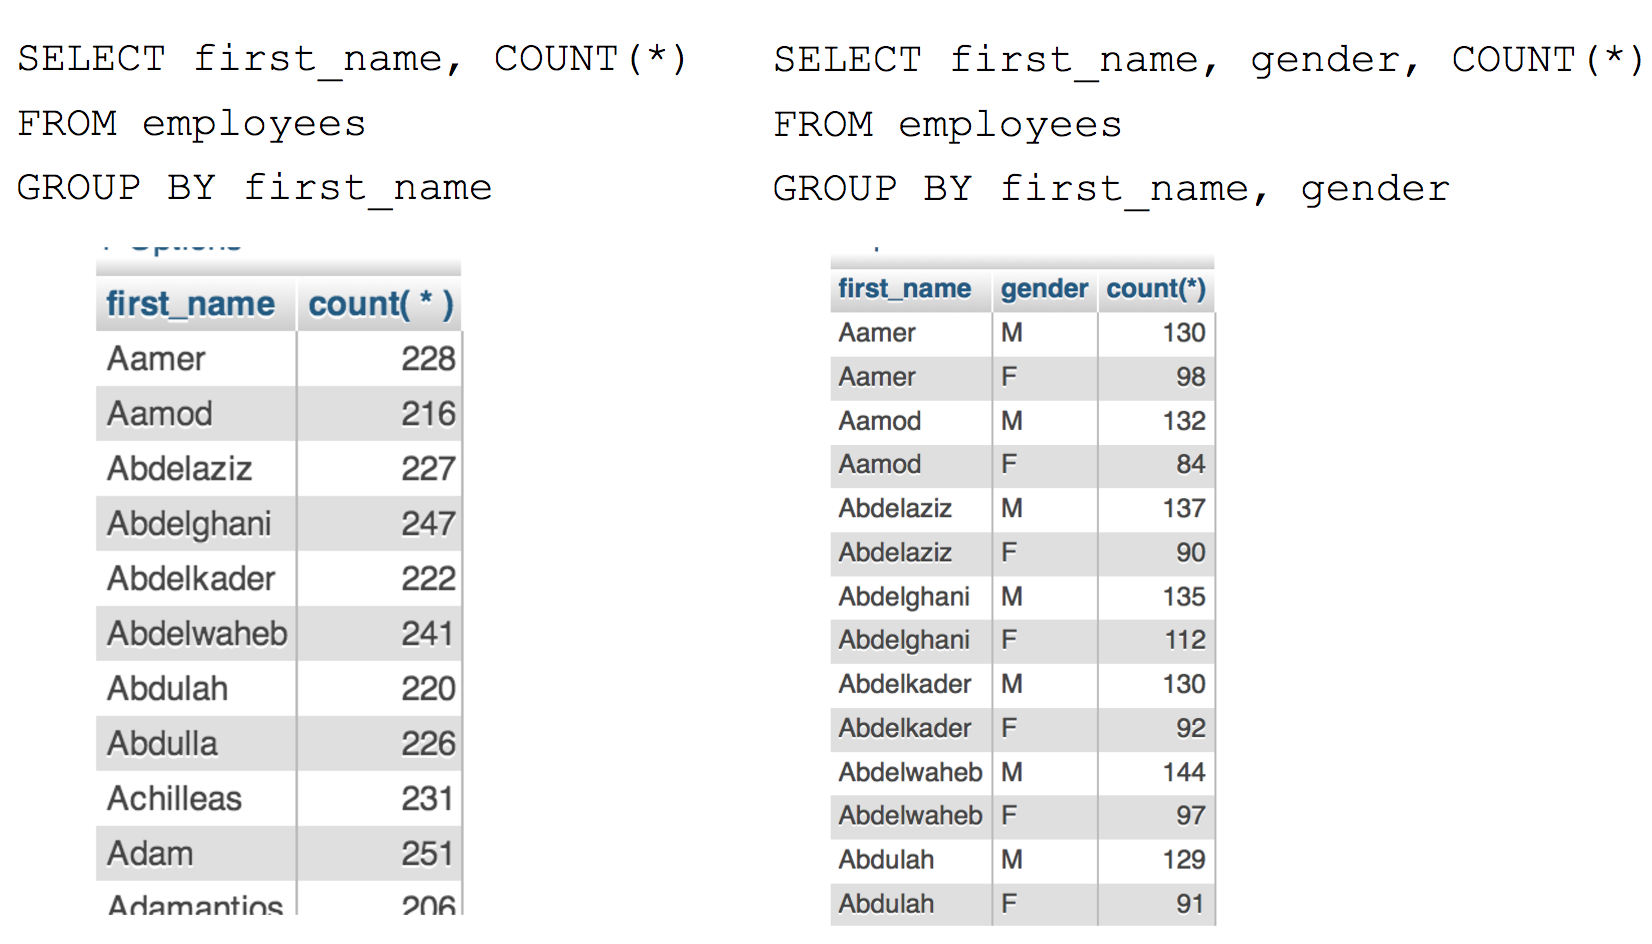 SELECT first_name, COUNT(*)
FROM employees
GROUP BY first_name
first_name count( * )
Aamer 228
Aamod 216
Abdelaziz 227
Abdelghani 247
Abdelkader 222
Abdelwaheb 241
Abdulah 220
Abdulla 226
Achilleas 231
Adam 251
Adamantios 206
SELECT first_name, gender, COUNT(*)
FROM employees
GROUP BY first_name, gender
first_name gender count(*)
Aamer M 130
Aamer F 98
Aamod M 132
Aamod F 84
Abdelaziz M 137
Abdelaziz F 90
Abdelghani M 135
Abdelghani F 112
Abdelkader M 130
Abdelkader F 92
Abdelwaheb M 144
Abdelwaheb F 97
Abdulah M 129
Abdulah F 91